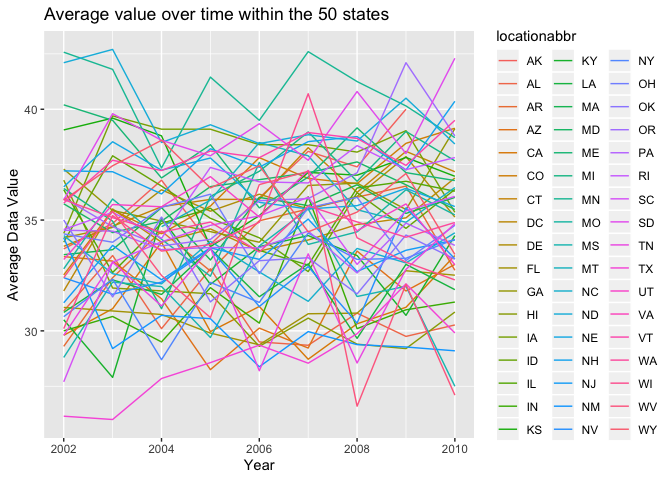 Average value over time within the 50 states
Average Data Value
40
35
30
2002
2004
2006
2008
2010
Year
locationabbr
AK KY NY
AL LA OH
AR MA OK
AZ MD OR
CA ME PA
CO MI RI
CT MN SC
DC MO SD
DE MS TN
FL MT TX
GA NC UT
HI ND VA
IA NE VT
ID NH WA
IL NJ WI
IN NM WV
KS NV WY